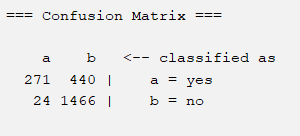 === Confusion Matrix ===
a b <-- classified as
271 440 | a = yes
24 1466 | b = no